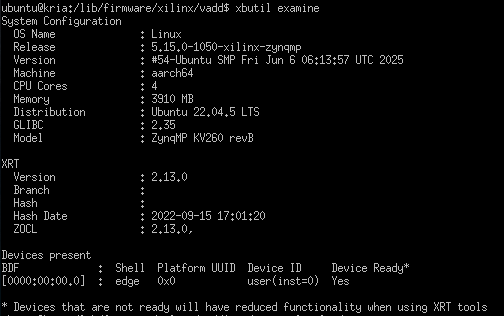 ubuntu@kria:/lib/firmware/xilinx/vadd$ xbutil examine
System Configuration
  OS Name              : Linux
  Release              : 5.15.0-1050-xilinx-zynqmp
  Version              : #54-Ubuntu SMP Fri Jun 6 06:13:57 UTC 2025
  Machine              : aarch64
  CPU Cores            : 4
  Memory               : 3910 MB
  Distribution         : Ubuntu 22.04.5 LTS
  GLIBC                : 2.35
  Model                : ZynqMP KV260 revB
XRT
  Version              : 2.13.0
  Branch               :
  Hash                 :
  Hash Date            : 2022-09-15 17:01:20
  ZOCL                 : 2.13.0,
Devices present
BDF             :  Shell  Platform UUID  Device ID     Device Ready*
[0000:00:00.0]  :  edge   0x0            user(inst=0)  Yes
* Devices that are not ready will have reduced functionality when using XRT tools